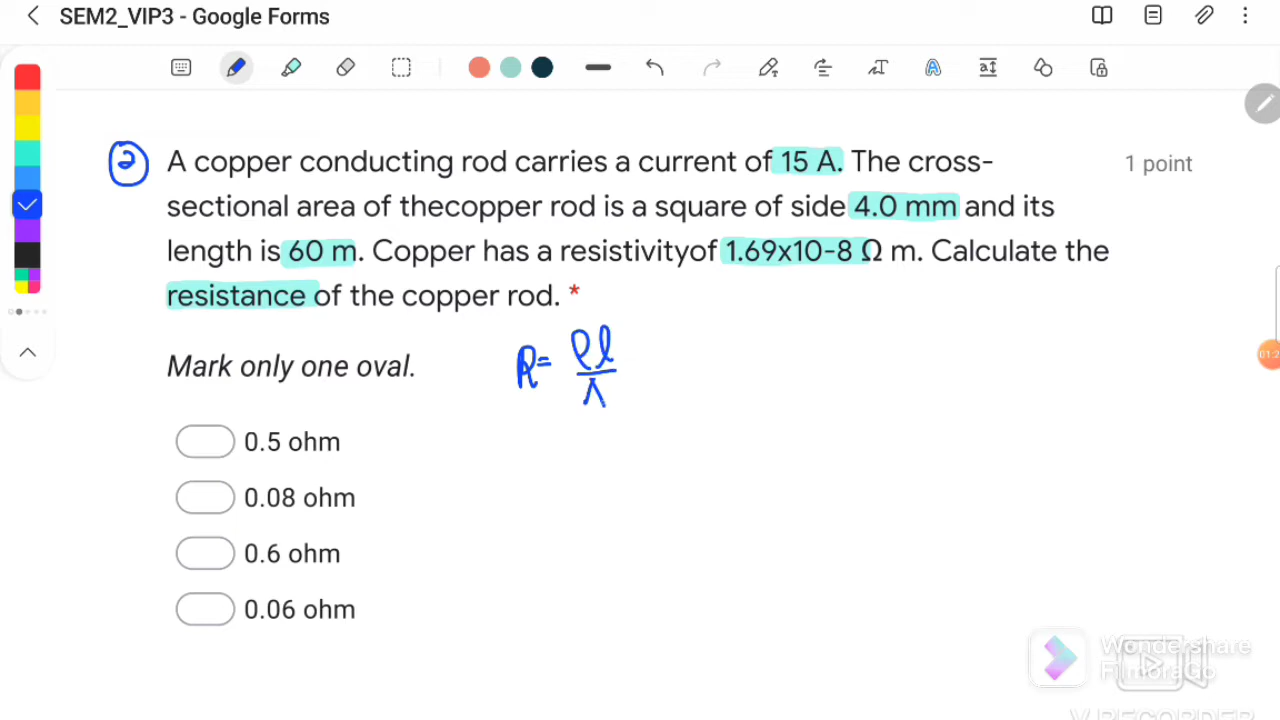 SEM2_VIP3 - Google Forms
② A copper conducting rod carries a current of 15 A. The cross- 1 point
sectional area of thecopper rod is a square of side 4.0 mm and its
length is 60 m. Copper has a resistivityof 1.69x10-8 Ω m. Calculate the
resistance of the copper rod. *
R = ρl
A
Mark only one oval.
0.5 ohm
0.08 ohm
0.6 ohm
0.06 ohm
Wondershare
FilmoraGo
V RECORDER